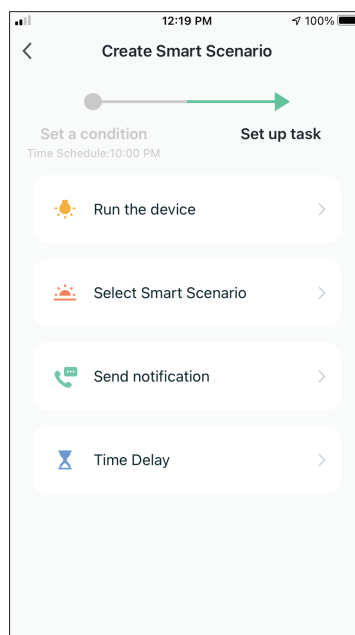 12:19 PM
100%
Create Smart Scenario
Set a condition
Set up task
Time Schedule:10:00 PM
Run the device
Select Smart Scenario
Send notification
Time Delay